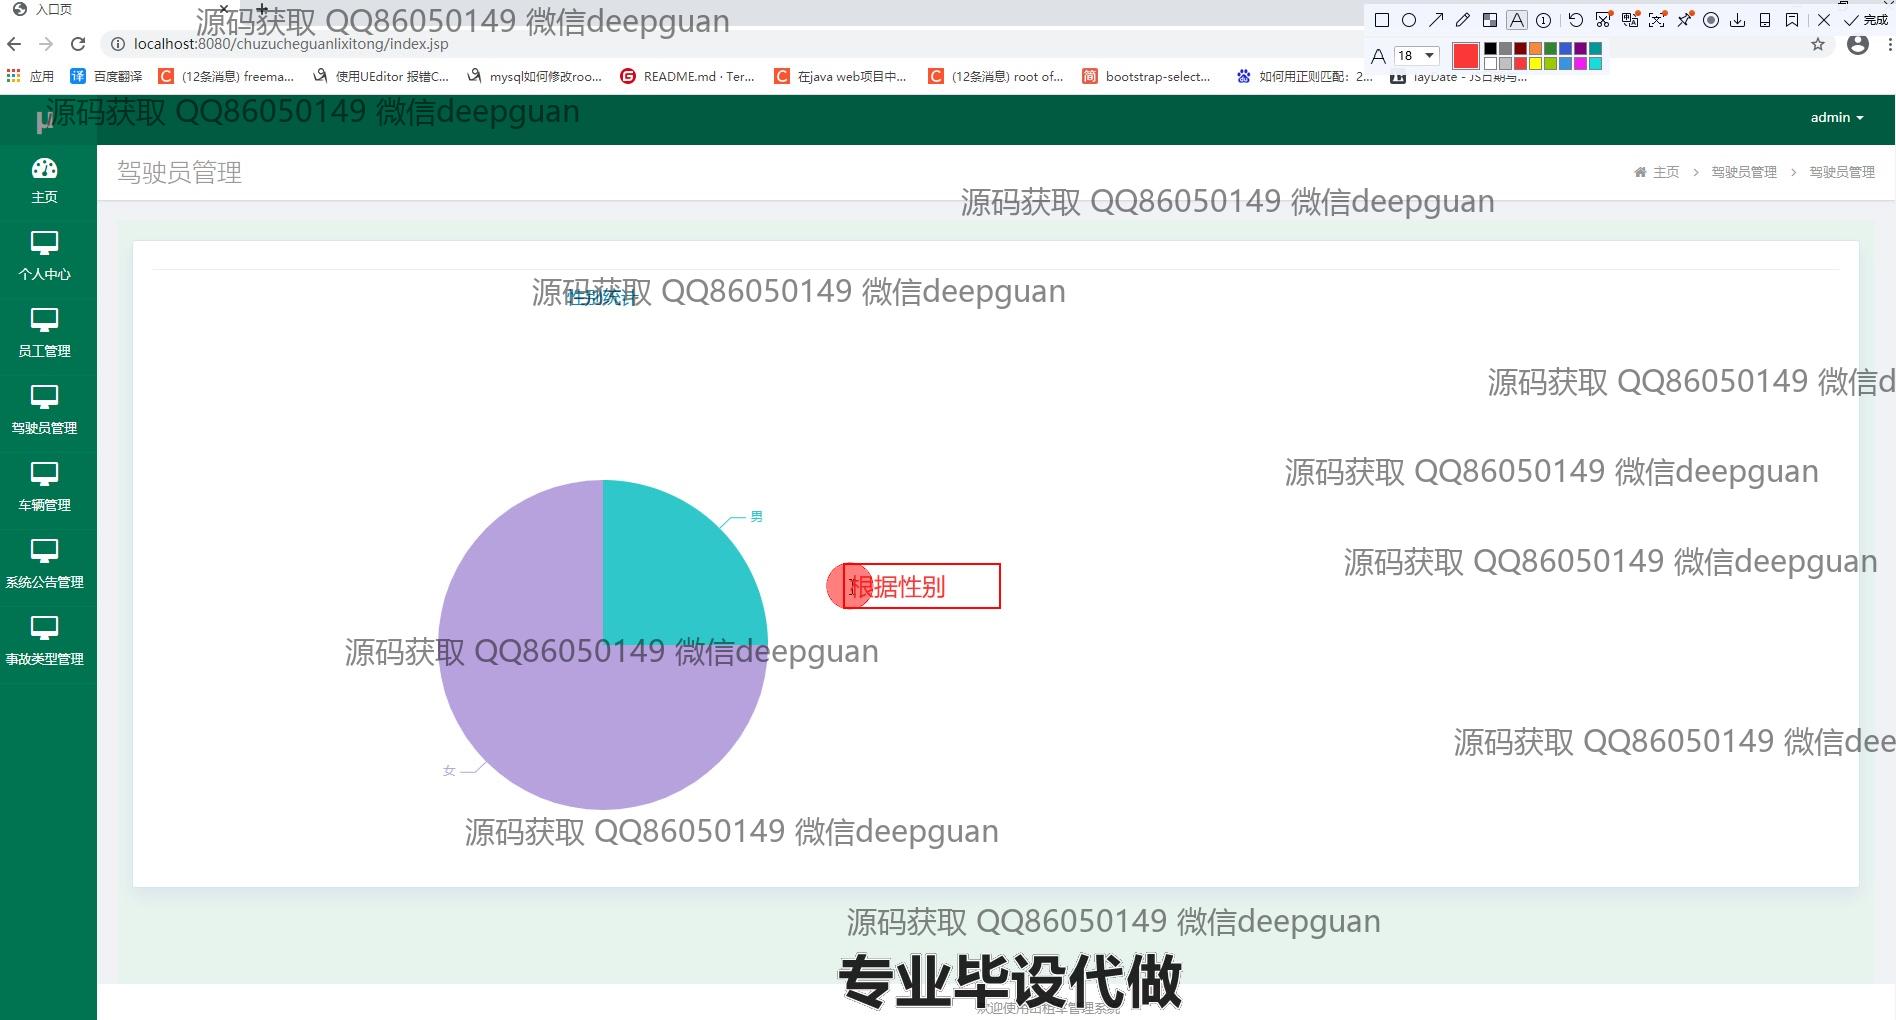 入口页
源码获取 QQ86050149 微信deepguan
完成
localhost:8080/chuzucheguanlixitong/index.jsp
A 18
应用 百度翻译 (12条消息) freema... 使用UEditor 报错C... mysql如何修改roo... README.md · Ter... 在java web项目中... (12条消息) root of... bootstrap-select... 如何用正则匹配：2... layDate - JS日期与...
源码获取 QQ86050149 微信deepguan
μ
admin
主页
驾驶员管理
主页 > 驾驶员管理 > 驾驶员管理
源码获取 QQ86050149 微信deepguan
个人中心
源码获取 QQ86050149 微信deepguan
性别统计
员工管理
源码获取 QQ86050149 微信d
驾驶员管理
源码获取 QQ86050149 微信deepguan
车辆管理
男
源码获取 QQ86050149 微信deepguan
系统公告管理
根据性别
源码获取 QQ86050149 微信deepguan
事故类型管理
源码获取 QQ86050149 微信dee
女
源码获取 QQ86050149 微信deepguan
源码获取 QQ86050149 微信deepguan
专业毕设代做
欢迎使用出租车管理系统